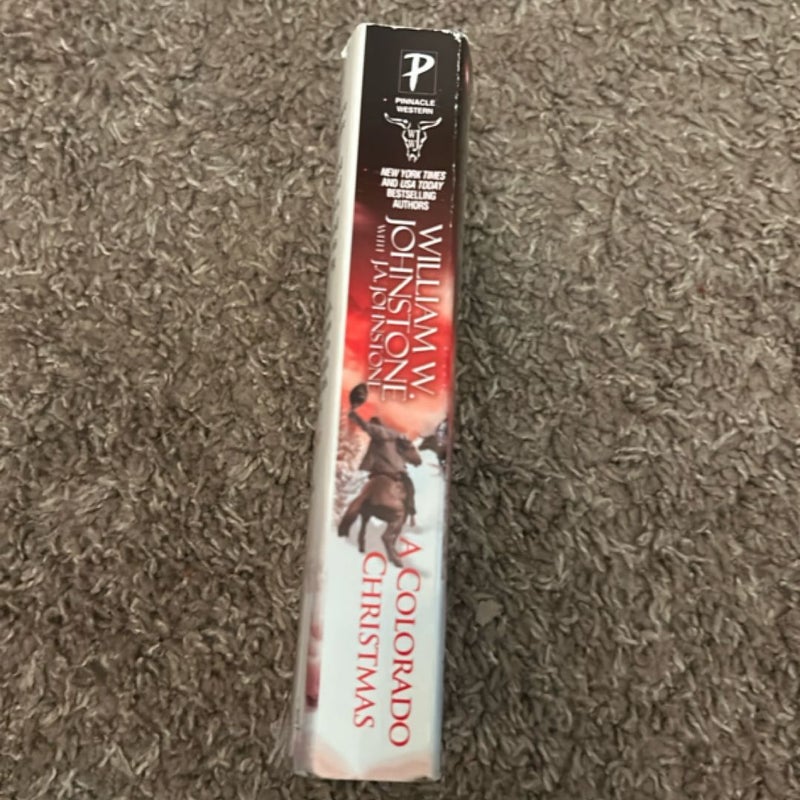 P
PINNACLE
WESTERN
W
W J
NEW YORK TIMES
AND USA TODAY
BESTSELLING
AUTHORS
WILLIAM W.
JOHNSTONE
WITH J.A. JOHNSTONE
A COLORADO
CHRISTMAS